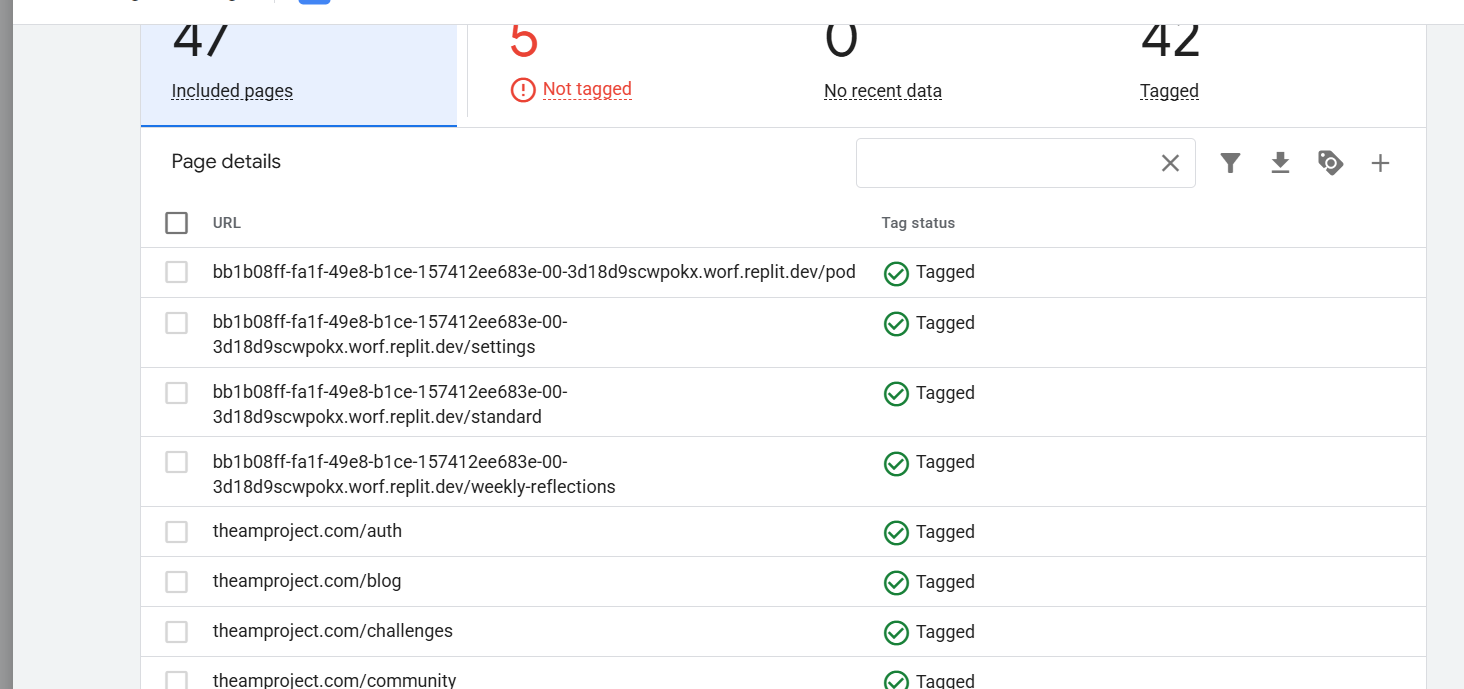 47
5
0
42
Included pages
Not tagged
No recent data
Tagged
Page details
URL
Tag status
bb1b08ff-fa1f-49e8-b1ce-157412ee683e-00-3d18d9scwpokx.worf.replit.dev/pod
Tagged
bb1b08ff-fa1f-49e8-b1ce-157412ee683e-00-
3d18d9scwpokx.worf.replit.dev/settings
Tagged
bb1b08ff-fa1f-49e8-b1ce-157412ee683e-00-
3d18d9scwpokx.worf.replit.dev/standard
Tagged
bb1b08ff-fa1f-49e8-b1ce-157412ee683e-00-
3d18d9scwpokx.worf.replit.dev/weekly-reflections
Tagged
theamproject.com/auth
Tagged
theamproject.com/blog
Tagged
theamproject.com/challenges
Tagged
theamproject.com/community
Tagged